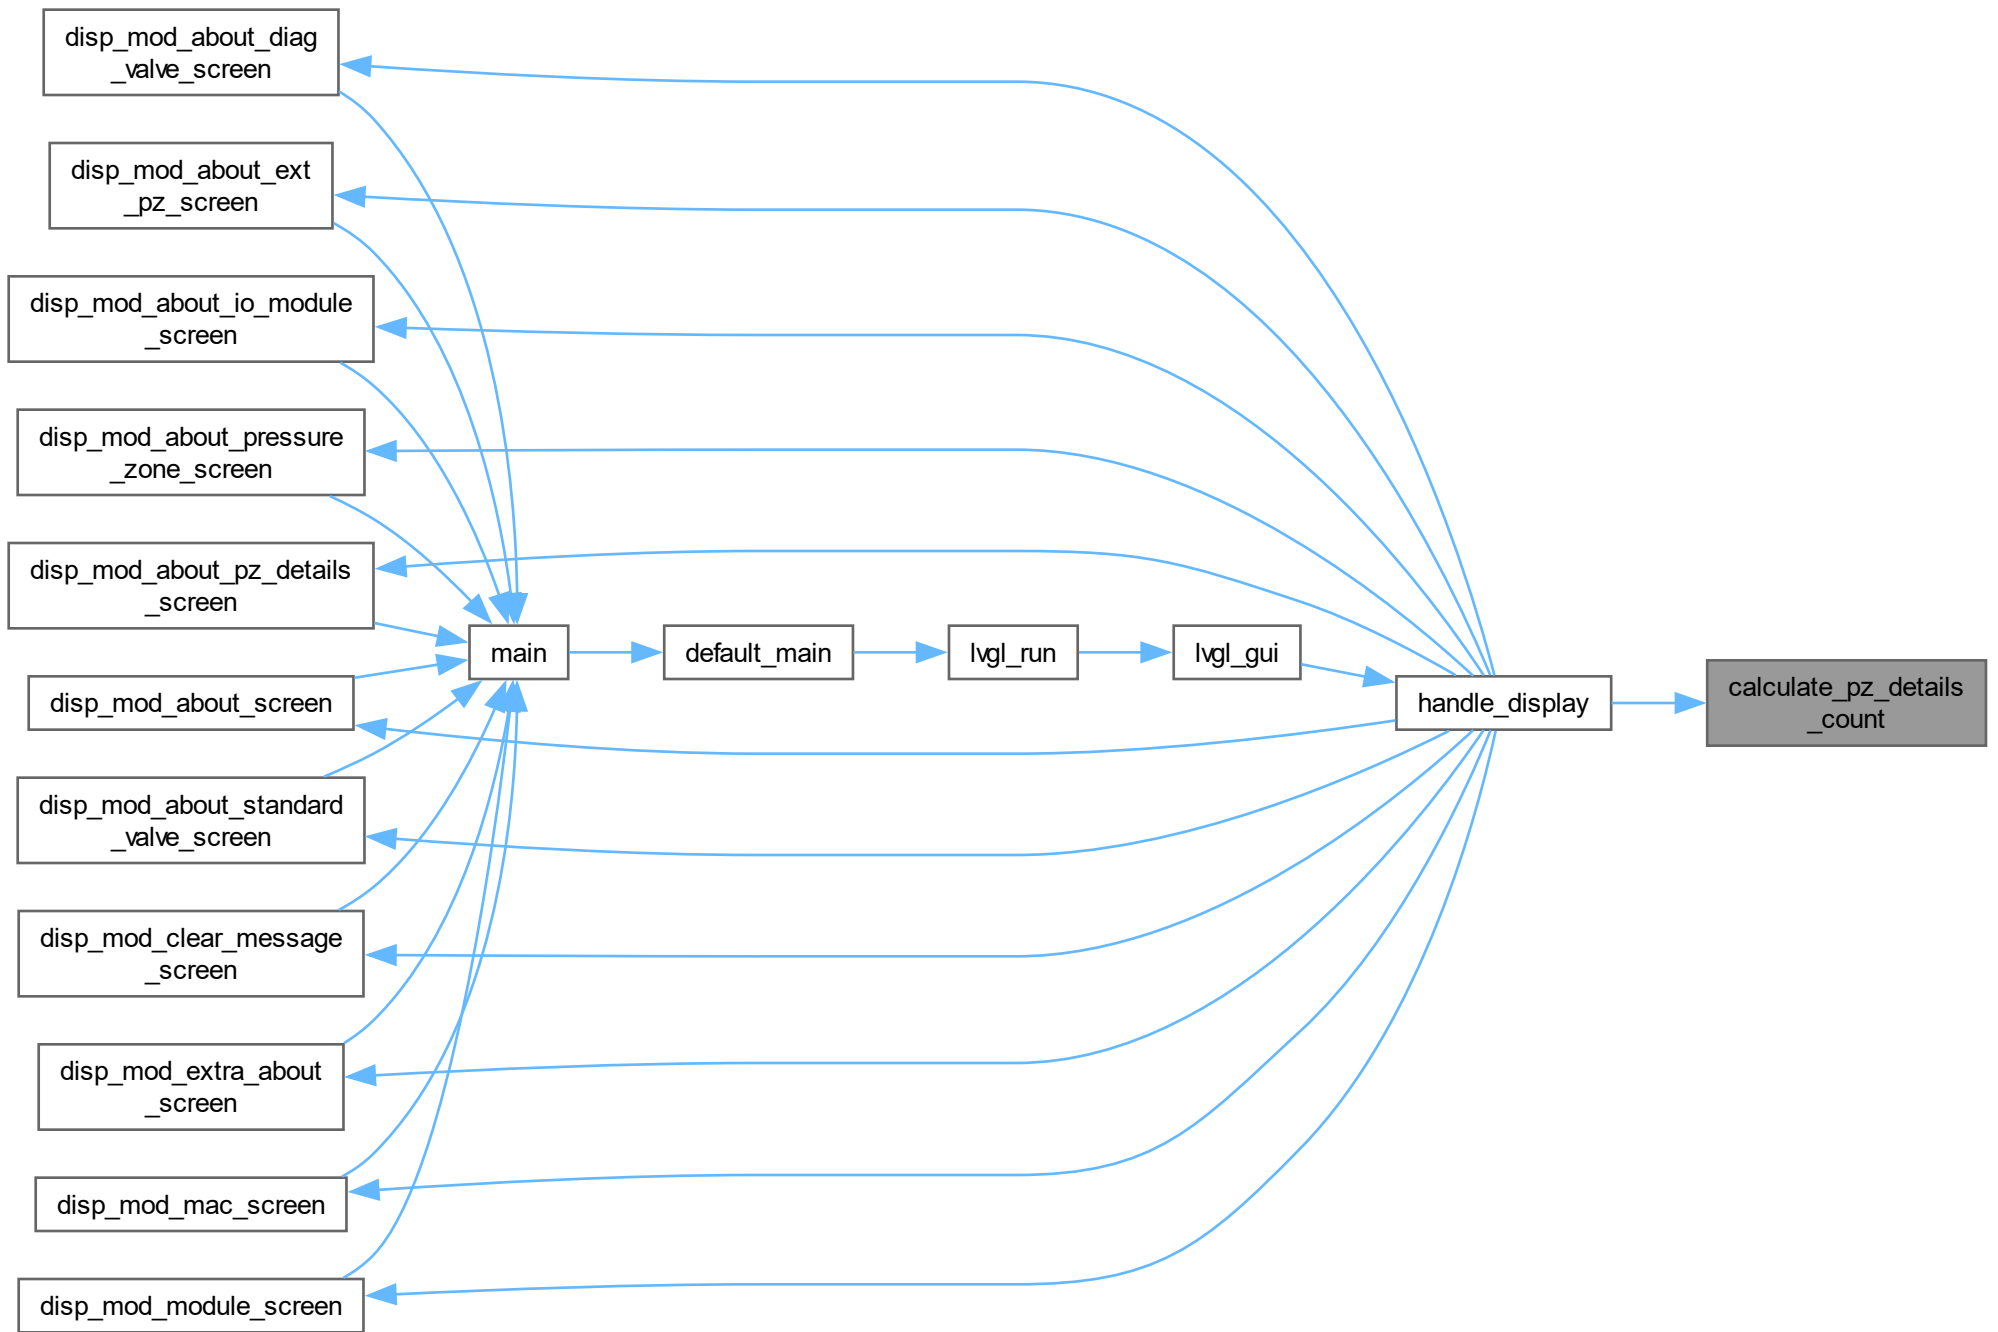 disp_mod_about_diag
_valve_screen
disp_mod_about_ext
_pz_screen
disp_mod_about_io_module
_screen
disp_mod_about_pressure
_zone_screen
disp_mod_about_pz_details
_screen
disp_mod_about_screen
disp_mod_about_standard
_valve_screen
disp_mod_clear_message
_screen
disp_mod_extra_about
_screen
disp_mod_mac_screen
disp_mod_module_screen
main
default_main
lvgl_run
lvgl_gui
handle_display
calculate_pz_details
_count